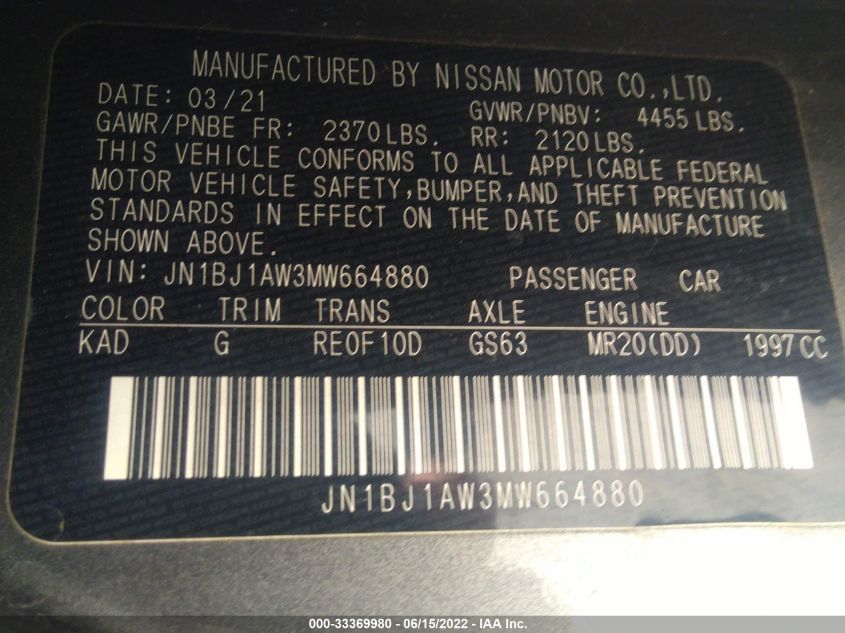 MANUFACTURED BY NISSAN MOTOR CO.,LTD.
DATE: 03/21 GVWR/PNBV: 4455 LBS.
GAWR/PNBE FR: 2370 LBS. RR: 2120 LBS.
THIS VEHICLE CONFORMS TO ALL APPLICABLE FEDERAL
MOTOR VEHICLE SAFETY,BUMPER,AND THEFT PREVENTION
STANDARDS IN EFFECT ON THE DATE OF MANUFACTURE
SHOWN ABOVE.
VIN: JN1BJ1AW3MW664880 PASSENGER CAR
COLOR TRIM TRANS AXLE ENGINE
KAD G RE0F10D GS63 MR20(DD) 1997 CC
JN1BJ1AW3MW664880
000-33369980 - 06/15/2022 - IAA Inc.